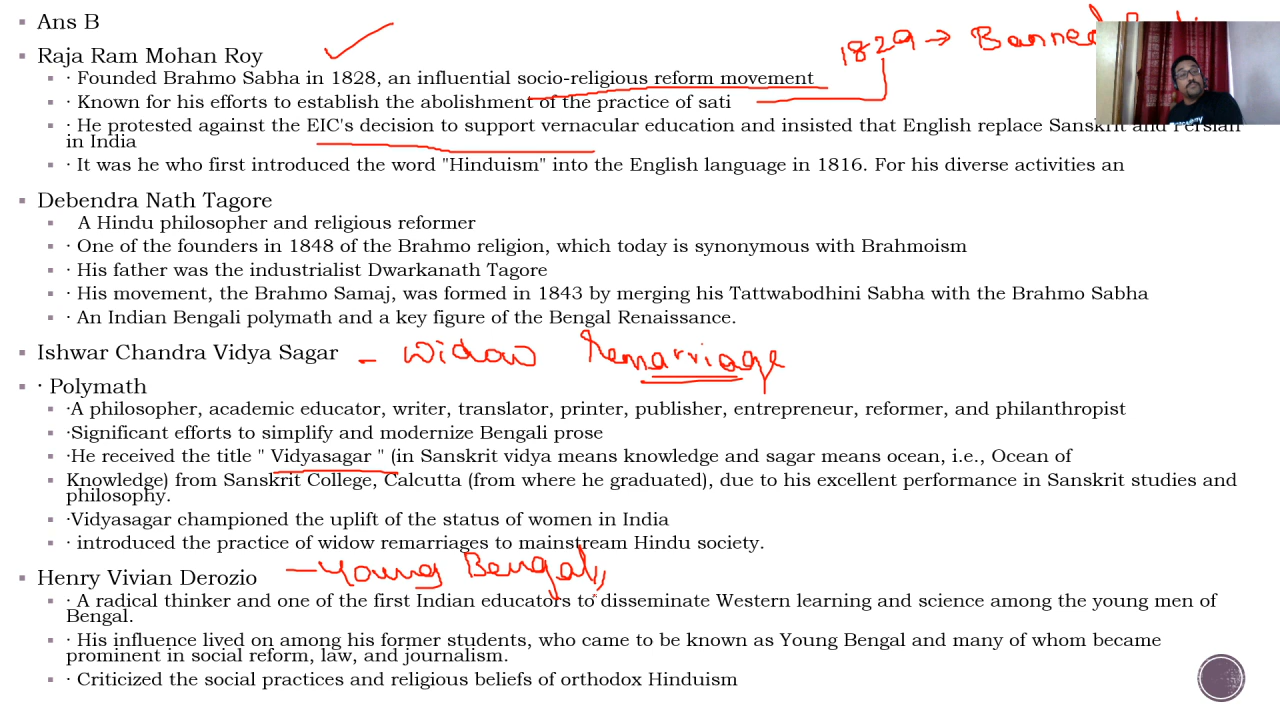 ▪ Ans B
1829 → Banned
▪ Raja Ram Mohan Roy
▪ · Founded Brahmo Sabha in 1828, an influential socio-religious reform movement
▪ · Known for his efforts to establish the abolishment of the practice of sati
▪ · He protested against the EIC's decision to support vernacular education and insisted that English replace Sanskrit and Persian
in India
▪ · It was he who first introduced the word "Hinduism" into the English language in 1816. For his diverse activities an
▪ Debendra Nath Tagore
▪ A Hindu philosopher and religious reformer
▪ · One of the founders in 1848 of the Brahmo religion, which today is synonymous with Brahmoism
▪ · His father was the industrialist Dwarkanath Tagore
▪ · His movement, the Brahmo Samaj, was formed in 1843 by merging his Tattwabodhini Sabha with the Brahmo Sabha
▪ · An Indian Bengali polymath and a key figure of the Bengal Renaissance.
▪ Ishwar Chandra Vidya Sagar – Widow Remarriage
▪ · Polymath
▪ ·A philosopher, academic educator, writer, translator, printer, publisher, entrepreneur, reformer, and philanthropist
▪ ·Significant efforts to simplify and modernize Bengali prose
▪ ·He received the title " Vidyasagar " (in Sanskrit vidya means knowledge and sagar means ocean, i.e., Ocean of
▪ Knowledge) from Sanskrit College, Calcutta (from where he graduated), due to his excellent performance in Sanskrit studies and
philosophy.
▪ ·Vidyasagar championed the uplift of the status of women in India
▪ · introduced the practice of widow remarriages to mainstream Hindu society.
▪ Henry Vivian Derozio – Young Bengal
▪ · A radical thinker and one of the first Indian educators to disseminate Western learning and science among the young men of
Bengal.
▪ · His influence lived on among his former students, who came to be known as Young Bengal and many of whom became
prominent in social reform, law, and journalism.
▪ · Criticized the social practices and religious beliefs of orthodox Hinduism